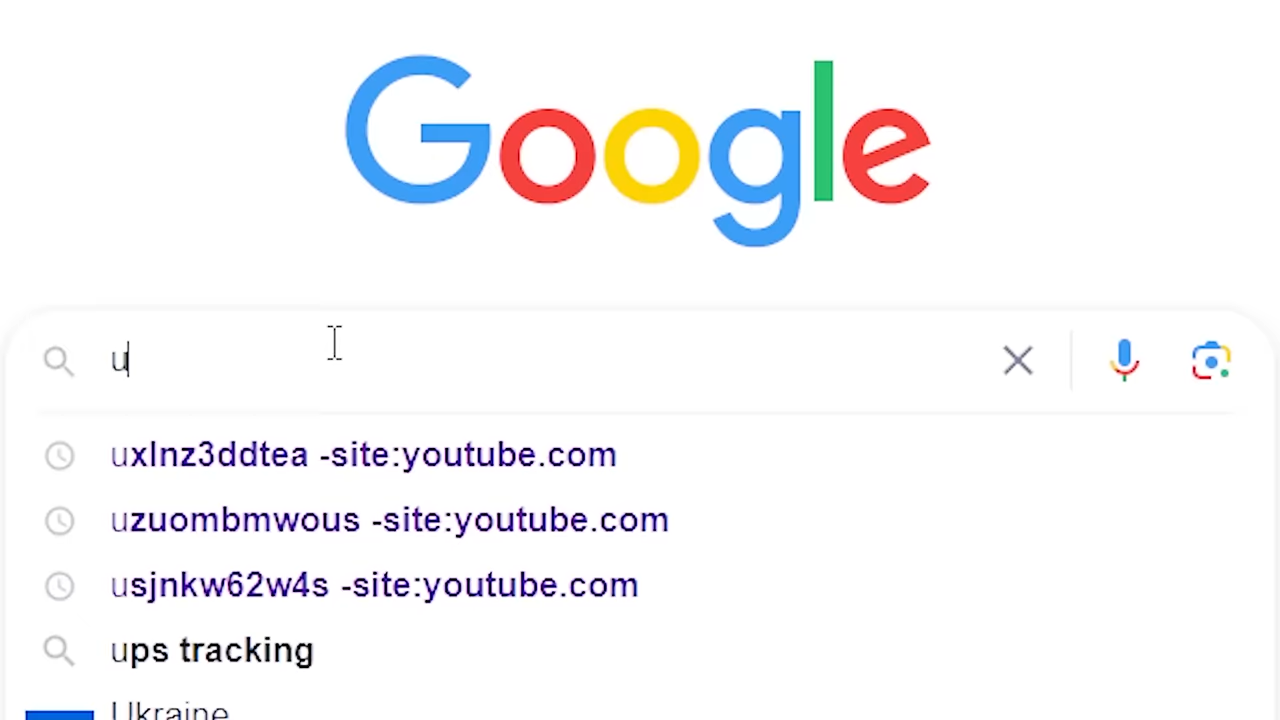 Google
u
uxlnz3ddtea -site:youtube.com
uzuombmwous -site:youtube.com
usjnkw62w4s -site:youtube.com
ups tracking
Ukraine